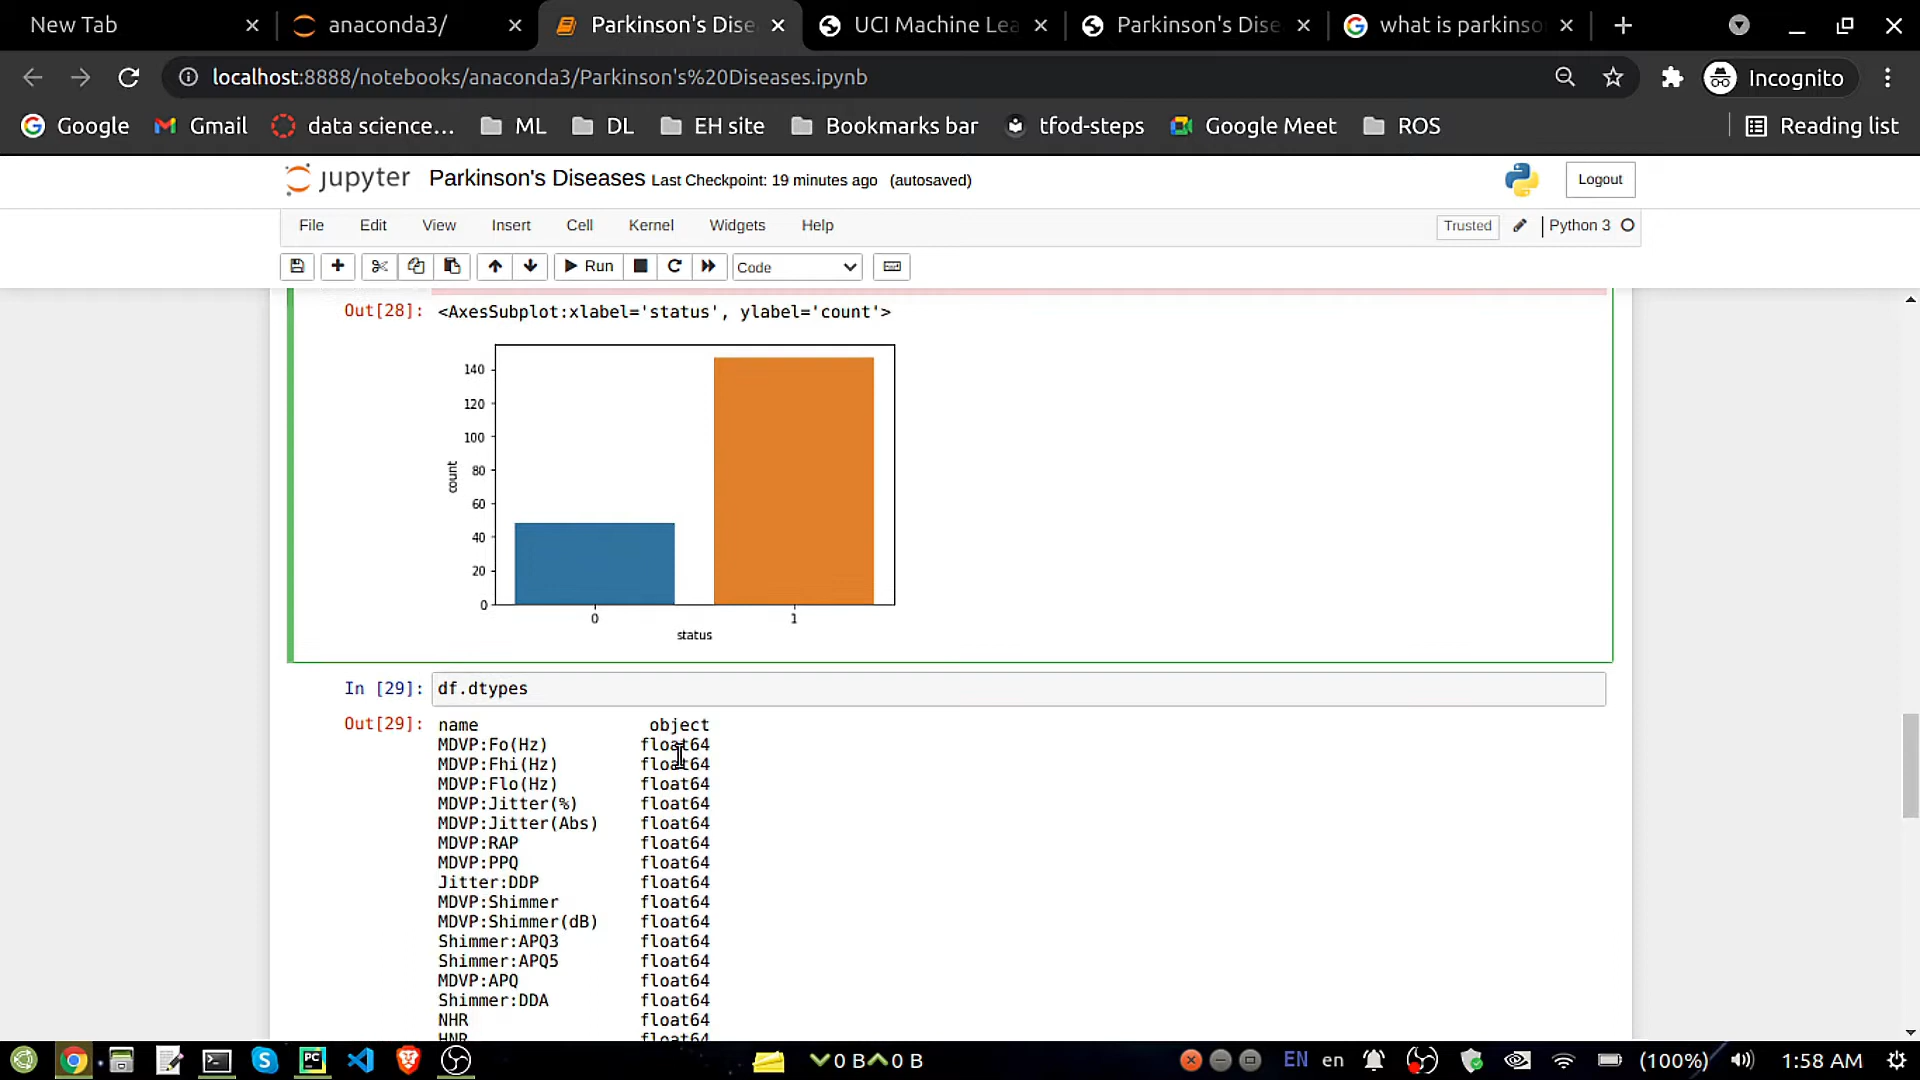 New Tab
anaconda3/
Parkinson's Dise
UCI Machine Lea
Parkinson's Dise
what is parkinso
localhost:8888/notebooks/anaconda3/Parkinson's%20Diseases.ipynb
Incognito
Google
Gmail
data science…
ML
DL
EH site
Bookmarks bar
tfod-steps
Google Meet
ROS
Reading list
jupyter
Parkinson's Diseases Last Checkpoint: 19 minutes ago (autosaved)
Logout
File
Edit
View
Insert
Cell
Kernel
Widgets
Help
Trusted
Python 3
Run
Code
Out[28]: <AxesSubplot:xlabel='status', ylabel='count'>
140
120
100
80
60
40
20
0
count
0
1
status
In [29]: df.dtypes
Out[29]: name object
MDVP:Fo(Hz) float64
MDVP:Fhi(Hz) float64
MDVP:Flo(Hz) float64
MDVP:Jitter(%) float64
MDVP:Jitter(Abs) float64
MDVP:RAP float64
MDVP:PPQ float64
Jitter:DDP float64
MDVP:Shimmer float64
MDVP:Shimmer(dB) float64
Shimmer:APQ3 float64
Shimmer:APQ5 float64
MDVP:APQ float64
Shimmer:DDA float64
NHR float64
HNR float64
PC
0 B 0 B
EN
en
(100%)
1:58 AM